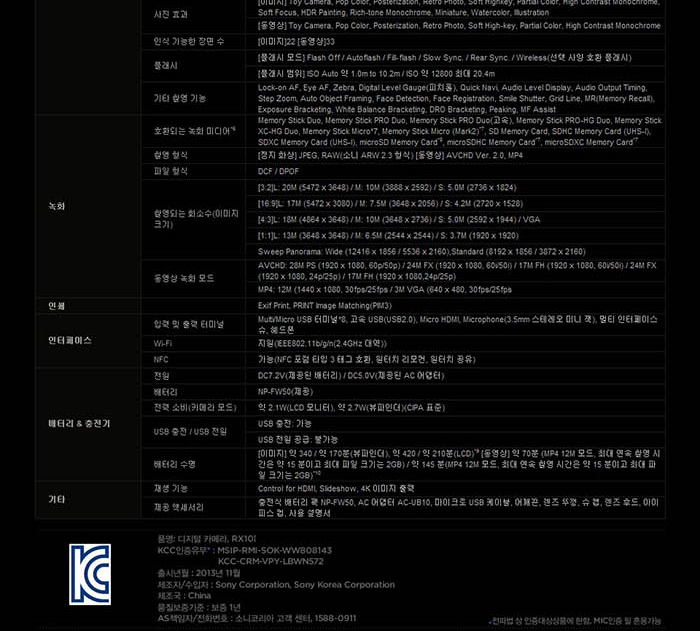 [이미지] Toy Camera, Pop Color, Posterization, Retro Photo, Soft Highkey, Partial Color, High Contrast Monochrome,
사진 효과
Soft Focus, HDR Painting, Rich-tone Monochrome, Miniature, Watercolor, Illustration
[동영상] Toy Camera, Pop Color, Posterization, Retro Photo, Soft High-key, Partial Color, High Contrast Monochrome
인식 가능한 장면 수 [이미지]22 [동영상]33
플래시
[플래시 모드] Flash Off / Autoflash / Fill-flash / Slow Sync. / Rear Sync. / Wireless(선택 사양 호환 플래시)
[플래시 범위] ISO Auto 약 1.0m to 10.2m / ISO 약 12800 최대 20.4m
기타 촬영 기능
Lock-on AF, Eye AF, Zebra, Digital Level Gauge(피치롤), Quick Navi, Audio Level Display, Audio Output Timing,
Step Zoom, Auto Object Framing, Face Detection, Face Registration, Smile Shutter, Grid Line, MR(Memory Recall),
Exposure Bracketing, White Balance Bracketing, DRO Bracketing, Peaking, MF Assist
녹화
호환되는 녹화 미디어*6
Memory Stick Duo, Memory Stick PRO Duo, Memory Stick PRO Duo(고속), Memory Stick PRO-HG Duo, Memory Stick
XC-HG Duo, Memory Stick Micro*7, Memory Stick Micro (Mark2)*7, SD Memory Card, SDHC Memory Card (UHS-I),
SDXC Memory Card (UHS-I), microSD Memory Card*7, microSDHC Memory Card*7, microSDXC Memory Card*7
촬영 형식 [정지 화상] JPEG, RAW(소니 ARW 2.3 형식) [동영상] AVCHD Ver. 2.0, MP4
파일 형식 DCF / DPOF
촬영되는 화소수(이미지
크기)
[3:2]L: 20M (5472 x 3648) / M: 10M (3888 x 2592) / S: 5.0M (2736 x 1824)
[16:9]L: 17M (5472 x 3080) / M: 7.5M (3648 x 2056) / S: 4.2M (2720 x 1528)
[4:3]L: 18M (4864 x 3648) / M: 10M (3648 x 2736) / S: 5.0M (2592 x 1944) / VGA
[1:1]L: 13M (3648 x 3648) / M: 6.5M (2544 x 2544) / S: 3.7M (1920 x 1920)
Sweep Panorama: Wide (12416 x 1856 / 5536 x 2160),Standard (8192 x 1856 / 3872 x 2160)
동영상 녹화 모드
AVCHD: 28M PS (1920 x 1080, 60p/50p) / 24M FX (1920 x 1080, 60i/50i) / 17M FH (1920 x 1080, 60i/50i) / 24M FX
(1920 x 1080, 24p/25p) / 17M FH (1920 x 1080,24p/25p)
MP4: 12M (1440 x 1080, 30fps/25fps / 3M VGA (640 x 480, 30fps/25fps
인쇄 Exif Print, PRINT Image Matching(PIM3)
인터페이스
입력 및 출력 터미널
Multi/Micro USB 터미널*8, 고속 USB(USB2.0), Micro HDMI, Microphone(3.5mm 스테레오 미니 잭), 멀티 인터페이스
슈, 헤드폰
Wi-Fi 지원(IEEE802.11b/g/n(2.4GHz 대역))
NFC 가능(NFC 포럼 타입 3 태그 호환, 원터치 리모컨, 원터치 공유)
배터리 & 충전기
전원 DC7.2V(제공된 배터리) / DC5.0V(제공된 AC 어댑터)
배터리 NP-FW50(제공)
전력 소비(카메라 모드) 약 2.1W(LCD 모니터), 약 2.7W(뷰파인더)(CIPA 표준)
USB 충전 / USB 전원
USB 충전: 가능
USB 전원 공급: 불가능
배터리 수명
[이미지] 약 340 / 약 170분(뷰파인더), 약 420 / 약 210분(LCD)*9 [동영상] 약 70분 (MP4 12M 모드, 최대 연속 촬영 시
간은 약 15분이고 최대 파일 크기는 2GB) / 약 145분 (MP4 12M 모드, 최대 연속 촬영 시간은 약 15분이고 최대 파
일 크기는 2GB)*10
기타
재생 기능 Control for HDMI, Slideshow, 4K 이미지 출력
제공 액세서리
충전식 배터리 팩 NP-FW50, AC 어댑터 AC-UB10, 마이크로 USB 케이블, 어깨끈, 렌즈 뚜껑, 슈 캡, 렌즈 후드, 아이
피스 컵, 사용 설명서
품명: 디지털 카메라, RX10
KCC인증유무* : MSIP-RMI-SOK-WW808143
KCC-CRM-VPY-LBWN572
출시년월 : 2013년 11월
제조자/수입자 : Sony Corporation, Sony Korea Corporation
제조국 : China
품질보증기준 : 보증 1년
AS책임자/전화번호 : 소니코리아 고객 센터, 1588-0911
*전파법 상 인증대상상품에 한함, MIC인증 필 혼용가능